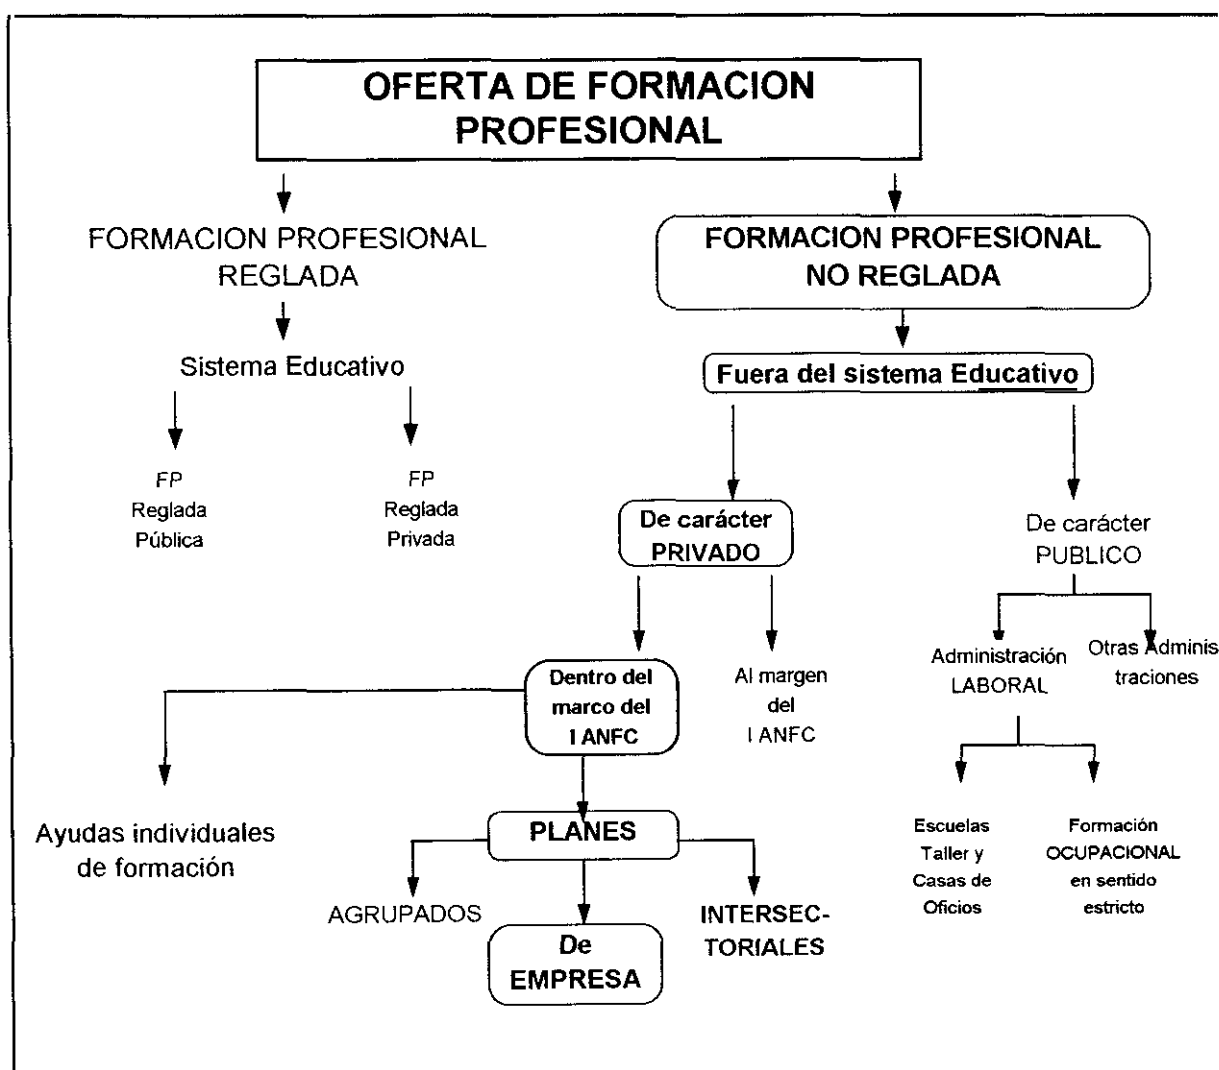 OFERTA DE FORMACION
PROFESIONAL
FORMACION PROFESIONAL
REGLADA
FORMACION PROFESIONAL
NO REGLADA
Sistema Educativo
Fuera del sistema Educativo
FP
Reglada
Pública
FP
Reglada
Privada
De carácter
PRIVADO
De carácter
PUBLICO
Dentro del
marco del
I ANFC
Al margen
del
I ANFC
Administración
LABORAL
Otras Adminis
traciones
Ayudas individuales
de formación
PLANES
Escuelas
Taller y
Casas de
Oficios
Formación
OCUPACIONAL
en sentido
estricto
AGRUPADOS
De
EMPRESA
INTERSEC-
TORIALES